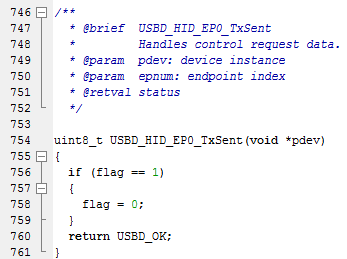 746 /**
747 * @brief USBD_HID_EP0_TxSent
748 * Handles control request data.
749 * @param pdev: device instance
750 * @param epnum: endpoint index
751 * @retval status
752 */
753
754 uint8_t USBD_HID_EP0_TxSent(void *pdev)
755 {
756 if (flag == 1)
757 {
758 flag = 0;
759 }
760 return USBD_OK;
761 }